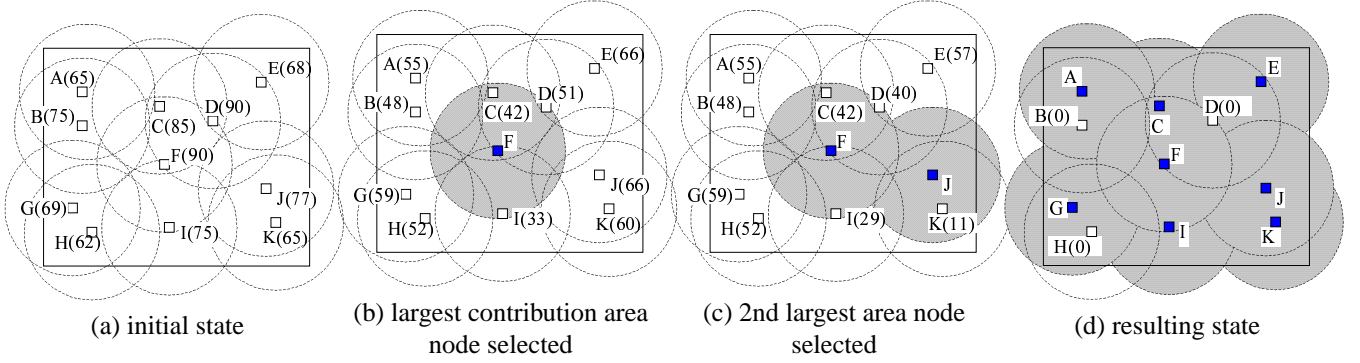 A(65)
E(68)
B(75)
D(90)
C(85)
F(90)
G(69)
J(77)
H(62)
I(75)
K(65)
(a) initial state
A(55)
E(66)
B(48)
C(42)
D(51)
F
G(59)
J(66)
H(52)
I(33)
K(60)
(b) largest contribution area
node selected
A(55)
E(57)
B(48)
C(42)
D(40)
F
G(59)
J
H(52)
I(29)
K(11)
(c) 2nd largest area node
selected
A
E
B(0)
C
D(0)
F
G
J
H(0)
I
K
(d) resulting state